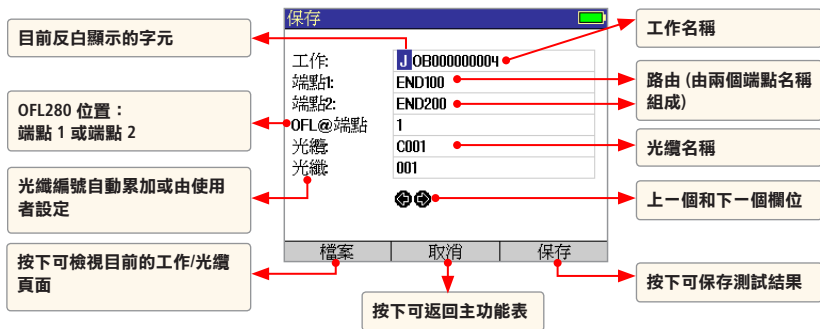 目前反白顯示的字元
OFL280 位置：
端點 1 或端點 2
光纖編號自動累加或由使用
者設定
按下可檢視目前的工作/光纜
頁面
保存
工作: JOB00000004
端點1: END100
端點2: END200
OFL@端點 1
光纜: C001
光纖: 001
檔案 取消 保存
按下可返回主功能表
工作名稱
路由 (由兩個端點名稱
組成)
光纜名稱
上一個和下一個欄位
按下可保存測試結果